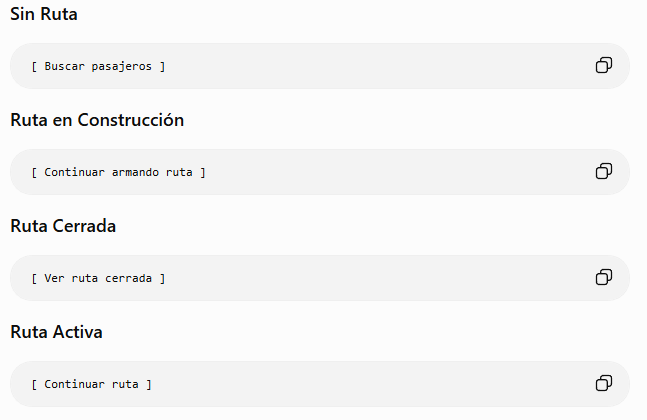 Sin Ruta
[ Buscar pasajeros ]
Ruta en Construcción
[ Continuar armando ruta ]
Ruta Cerrada
[ Ver ruta cerrada ]
Ruta Activa
[ Continuar ruta ]